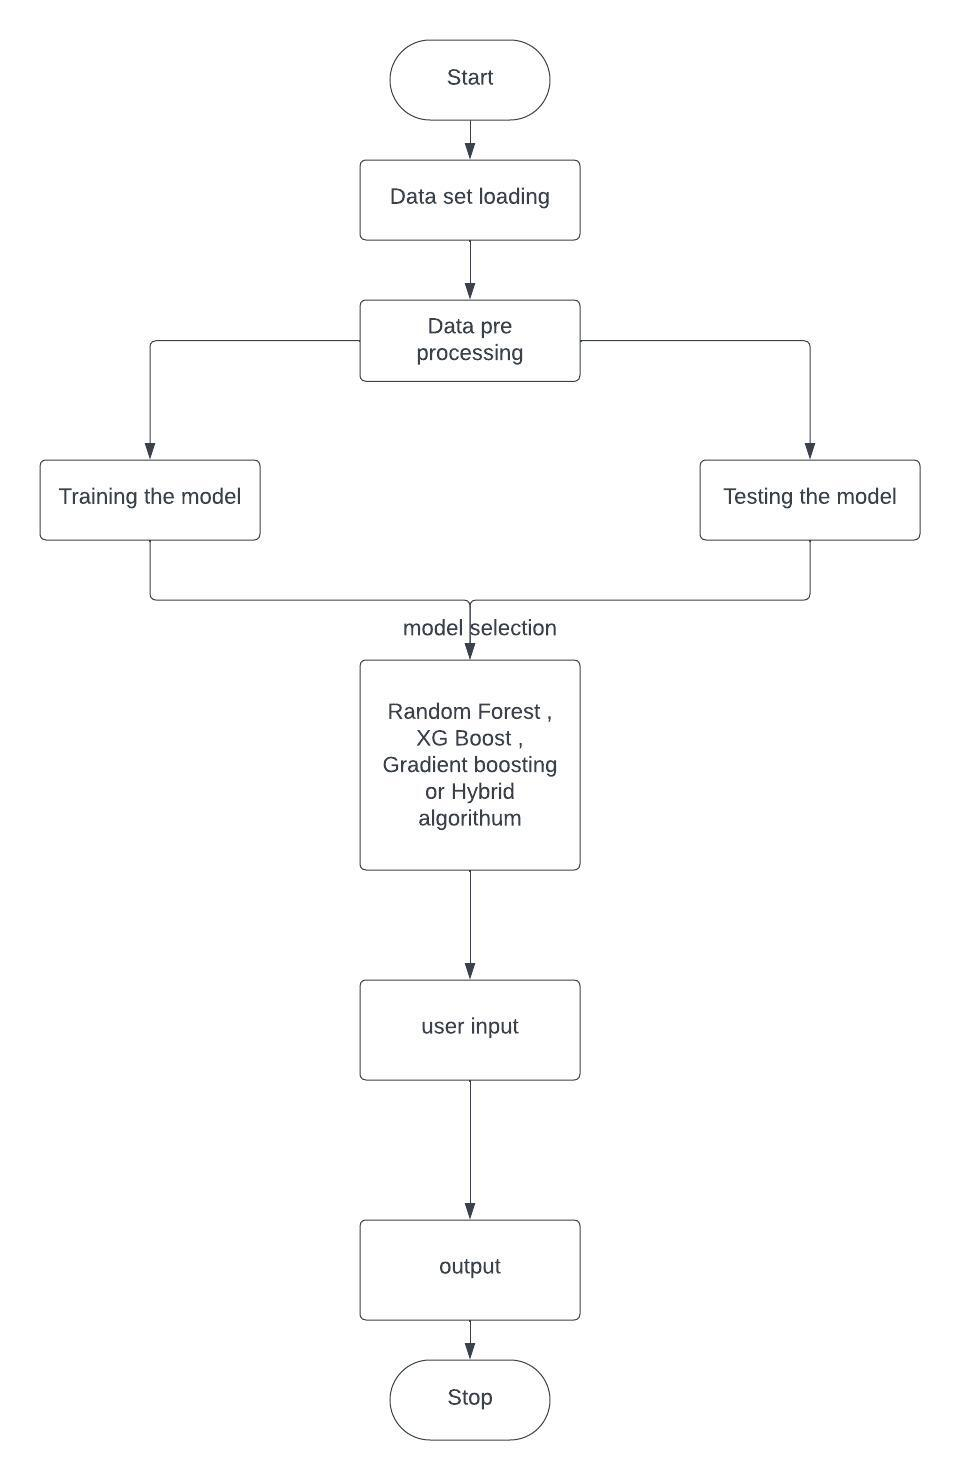 Start
Data set loading
Data pre
processing
Training the model
Testing the model
model selection
Random Forest ,
XG Boost ,
Gradient boosting
or Hybrid
algorithum
user input
output
Stop